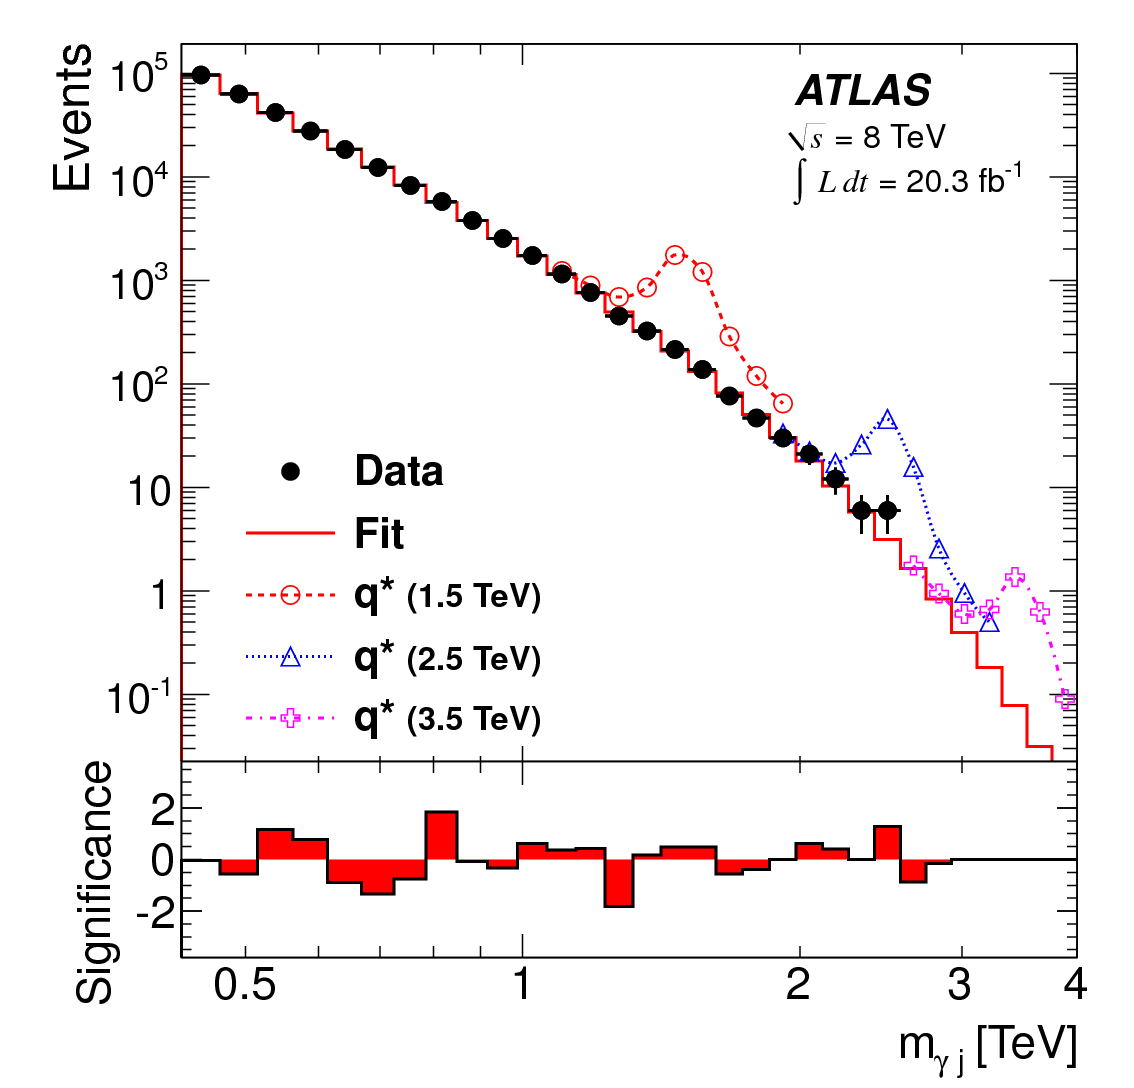 Events
10⁵
10⁴
10³
10²
10
1
10⁻¹
ATLAS
√s = 8 TeV
∫ L dt = 20.3 fb⁻¹
Data
Fit
q* (1.5 TeV)
q* (2.5 TeV)
q* (3.5 TeV)
Significance
2
0
-2
0.5 1 2 3 4
m_γ j [TeV]